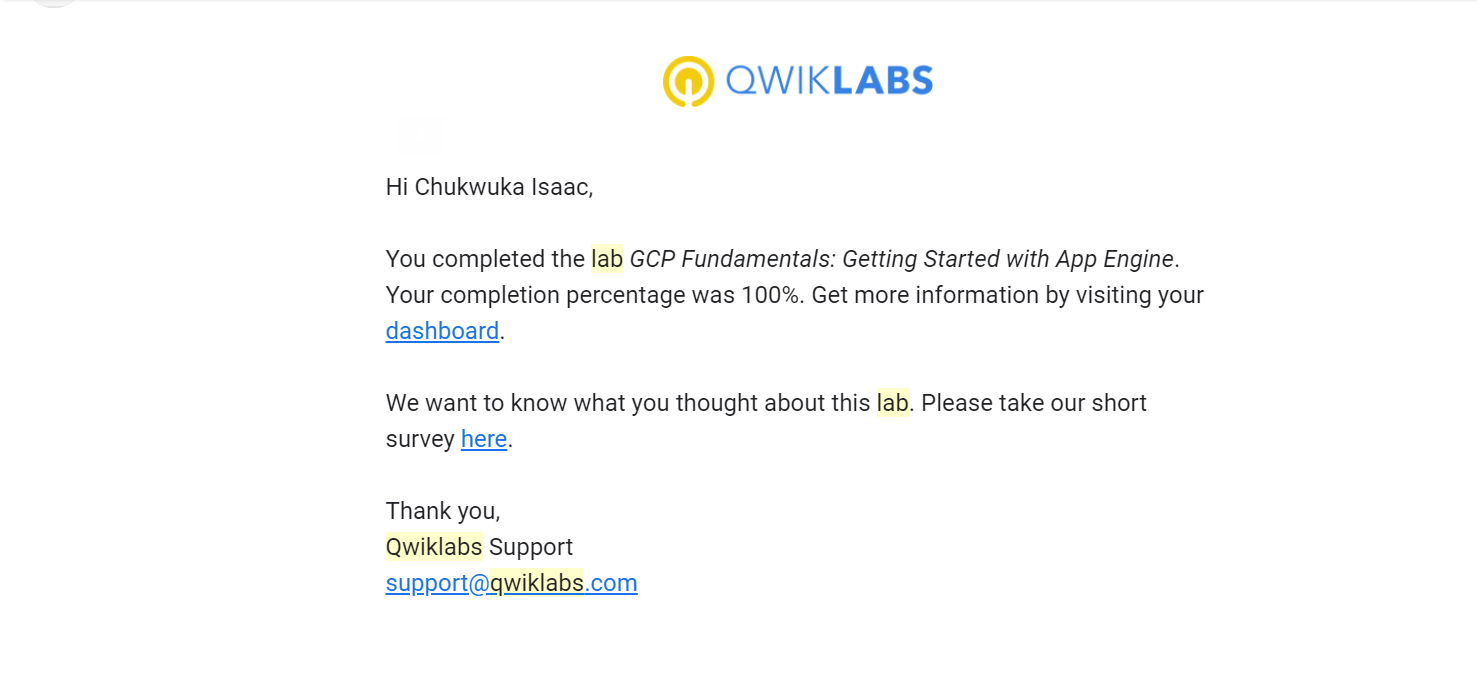 QWIKLABS
Hi Chukwuka Isaac,
You completed the lab GCP Fundamentals: Getting Started with App Engine.
Your completion percentage was 100%. Get more information by visiting your
dashboard.
We want to know what you thought about this lab. Please take our short
survey here.
Thank you,
Qwiklabs Support
support@qwiklabs.com